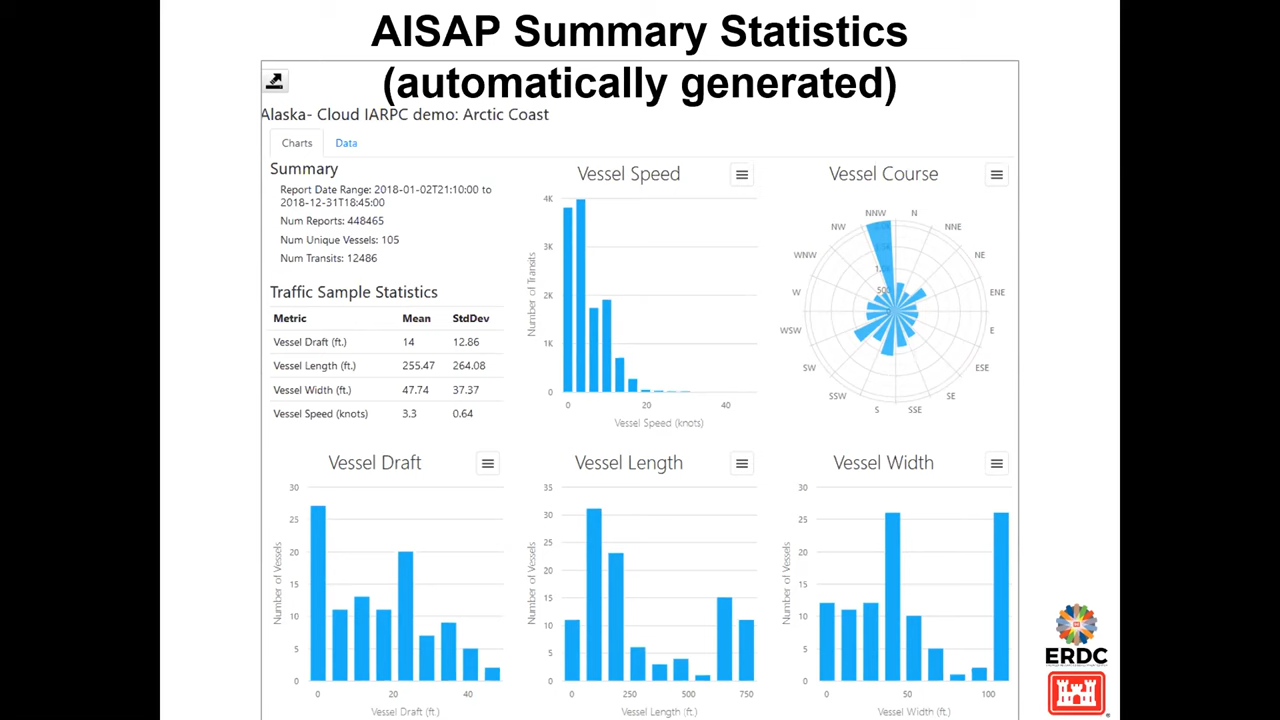 AISAP Summary Statistics
(automatically generated)
Alaska- Cloud IARPC demo: Arctic Coast
Charts
Data
Summary
Report Date Range: 2018-01-02T21:10:00 to
2018-12-31T18:45:00
Num Reports: 448465
Num Unique Vessels: 105
Num Transits: 12486
Traffic Sample Statistics
Metric Mean StdDev
Vessel Draft (ft.) 14 12.86
Vessel Length (ft.) 255.47 264.08
Vessel Width (ft.) 47.74 37.37
Vessel Speed (knots) 3.3 0.64
Vessel Speed
4K
3K
2K
1K
0
Number of Transits
0 20 40
Vessel Speed (knots)
Vessel Course
NNW N
NW NNE
WNW NE
W ENE
WSW E
SW ESE
SSW SE
S SSE
500
0
Vessel Draft
30
25
20
15
10
5
0
Number of Vessels
0 20 40
Vessel Draft (ft.)
Vessel Length
35
30
25
20
15
10
5
0
Number of Vessels
0 250 500 750
Vessel Length (ft.)
Vessel Width
30
25
20
15
10
5
0
Number of Vessels
0 50 100
Vessel Width (ft.)
ERDC